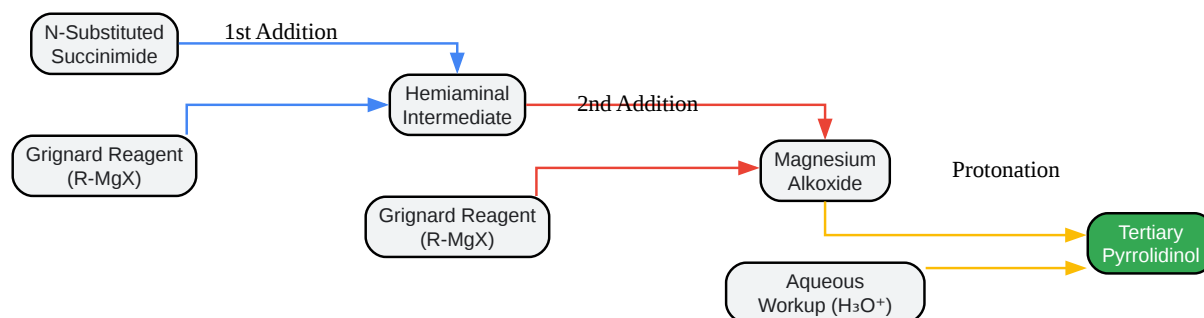 N-Substituted
Succinimide
1st Addition
Hemiaminal
Intermediate
2nd Addition
Grignard Reagent
(R-MgX)
Magnesium
Alkoxide
Protonation
Grignard Reagent
(R-MgX)
Tertiary
Pyrrolidinol
Aqueous
Workup (H₃O⁺)